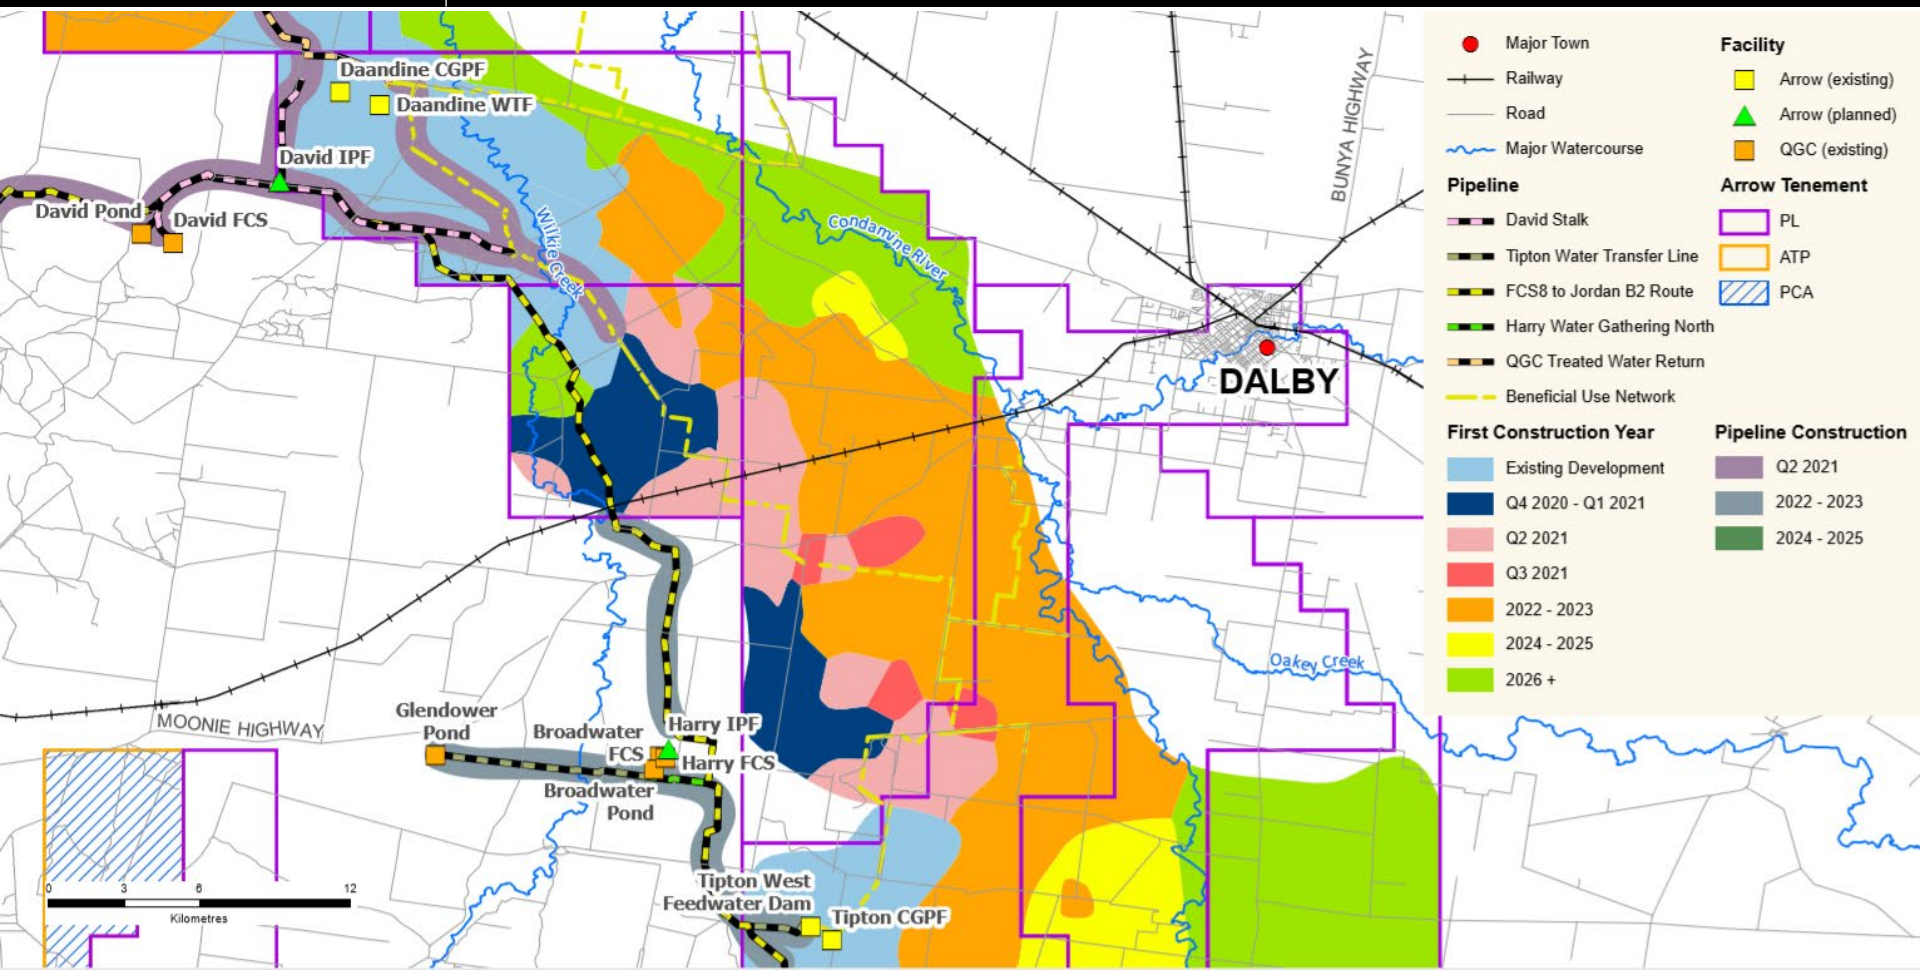 Daandine CGPF
Daandine WTF
David IPF
David Pond
David FCS
Wilkie Creek
Condamine River
BUNYA HIGHWAY
DALBY
Oakey Creek
MOONIE HIGHWAY
Glendower
Pond
Broadwater
FCS
Harry IPF
Harry FCS
Broadwater
Pond
Tipton West
Feedwater Dam
Tipton CGPF
0 3 6 12
Kilometres
Major Town
Railway
Road
Major Watercourse
Pipeline
David Stalk
Tipton Water Transfer Line
FCS8 to Jordan B2 Route
Harry Water Gathering North
QGC Treated Water Return
Beneficial Use Network
First Construction Year
Existing Development
Q4 2020 - Q1 2021
Q2 2021
Q3 2021
2022 - 2023
2024 - 2025
2026 +
Facility
Arrow (existing)
Arrow (planned)
QGC (existing)
Arrow Tenement
PL
ATP
PCA
Pipeline Construction
Q2 2021
2022 - 2023
2024 - 2025